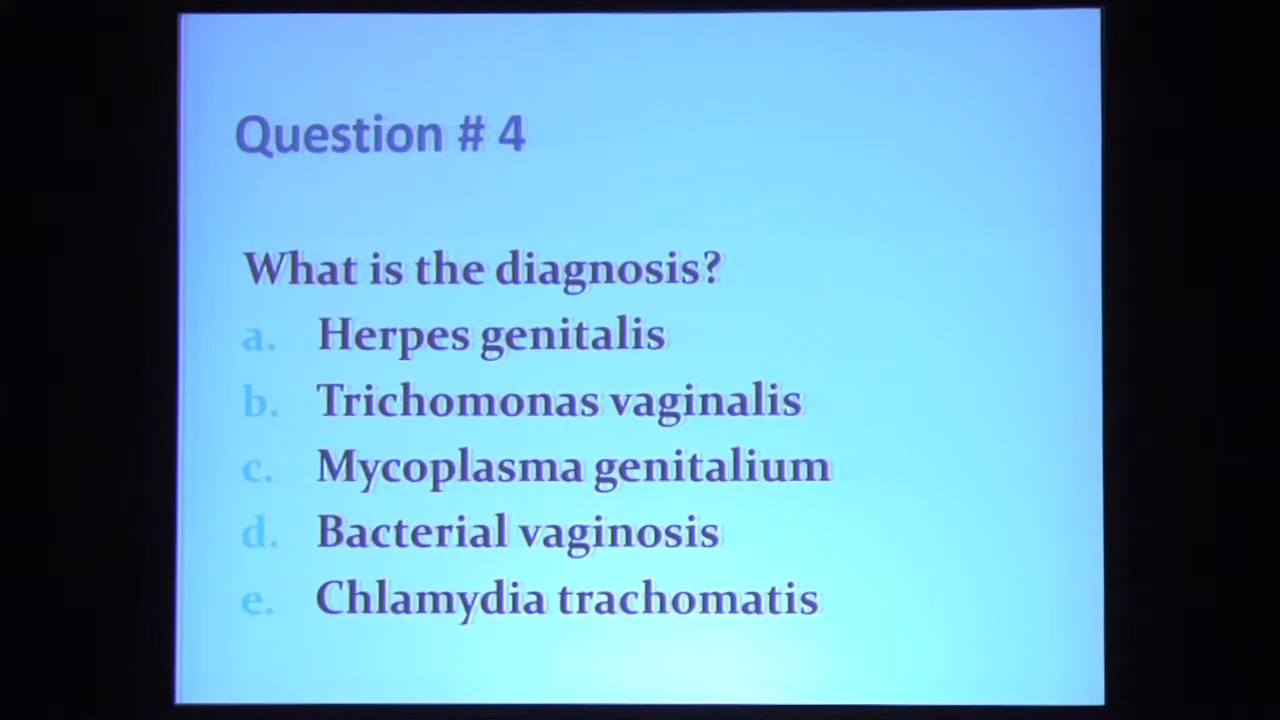 Question # 4
What is the diagnosis?
a. Herpes genitalis
b. Trichomonas vaginalis
c. Mycoplasma genitalium
d. Bacterial vaginosis
e. Chlamydia trachomatis